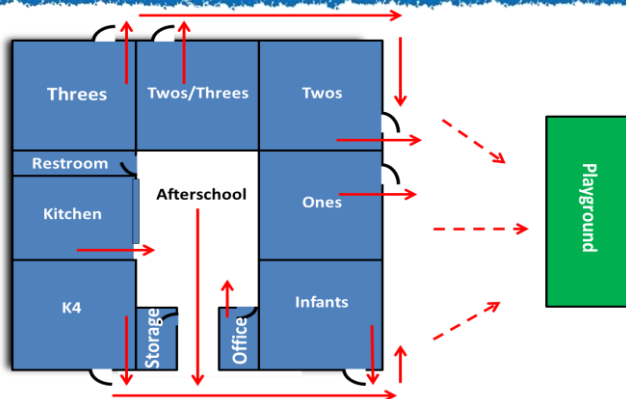 Threes
Twos/Threes
Twos
Restroom
Afterschool
Kitchen
Ones
Playground
K4
Storage
Office
Infants